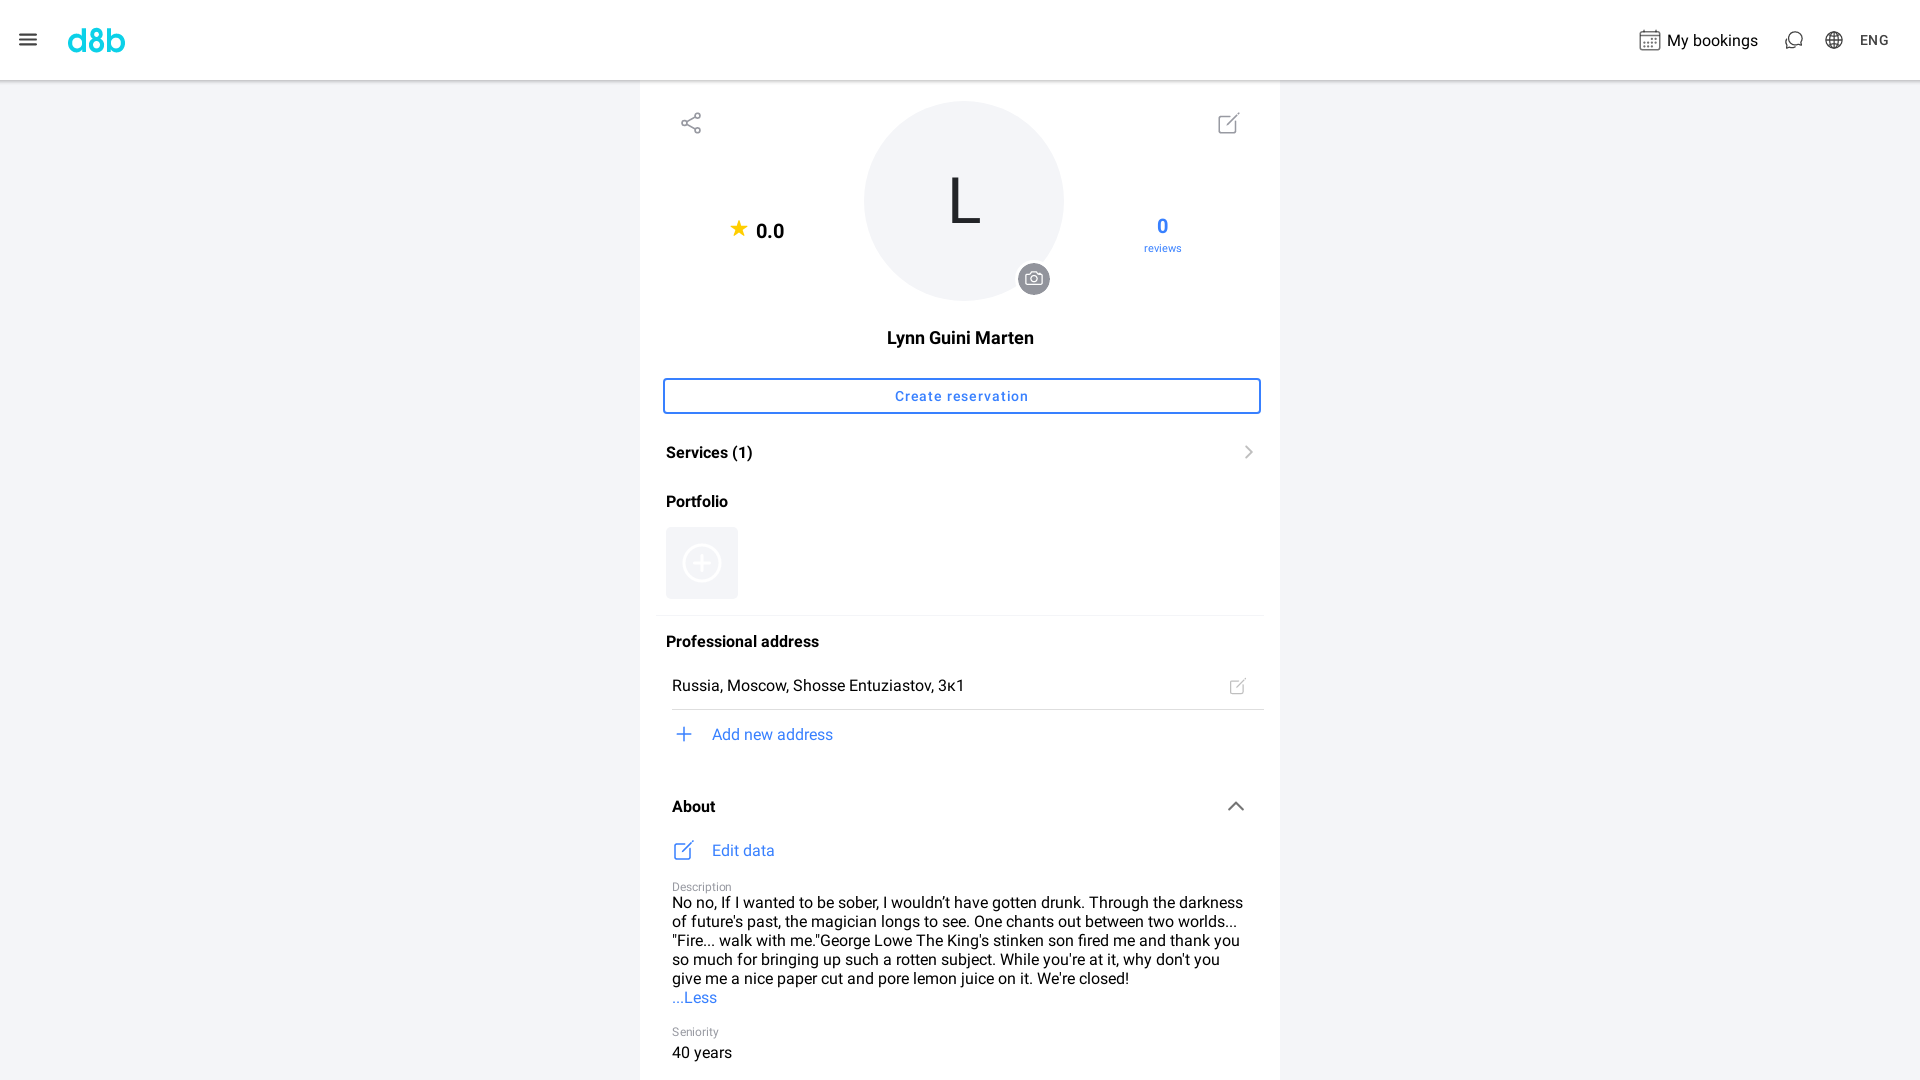 d8b
My bookings
ENG
L
0.0
0
reviews
Lynn Guini Marten
Create reservation
Services (1)
Portfolio
Professional address
Russia, Moscow, Shosse Entuziastov, 3к1
Add new address
About
Edit data
Description
No no, If I wanted to be sober, I wouldn’t have gotten drunk. Through the darkness
of future's past, the magician longs to see. One chants out between two worlds...
"Fire... walk with me."George Lowe The King's stinken son fired me and thank you
so much for bringing up such a rotten subject. While you're at it, why don't you
give me a nice paper cut and pore lemon juice on it. We're closed!
...Less
Seniority
40 years